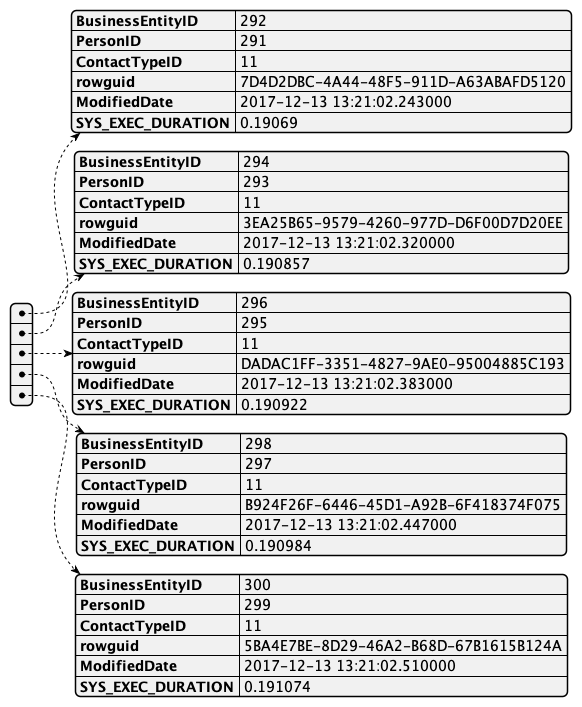 BusinessEntityID 292
PersonID 291
ContactTypeID 11
rowguid 7D4D2DBC-4A44-48F5-911D-A63ABAFD5120
ModifiedDate 2017-12-13 13:21:02.243000
SYS_EXEC_DURATION 0.19069
BusinessEntityID 294
PersonID 293
ContactTypeID 11
rowguid 3EA25B65-9579-4260-977D-D6F00D7D20EE
ModifiedDate 2017-12-13 13:21:02.320000
SYS_EXEC_DURATION 0.190857
BusinessEntityID 296
PersonID 295
ContactTypeID 11
rowguid DADAC1FF-3351-4827-9AE0-95004885C193
ModifiedDate 2017-12-13 13:21:02.383000
SYS_EXEC_DURATION 0.190922
BusinessEntityID 298
PersonID 297
ContactTypeID 11
rowguid B924F26F-6446-45D1-A92B-6F418374F075
ModifiedDate 2017-12-13 13:21:02.447000
SYS_EXEC_DURATION 0.190984
BusinessEntityID 300
PersonID 299
ContactTypeID 11
rowguid 5BA4E7BE-8D29-46A2-B68D-67B1615B124A
ModifiedDate 2017-12-13 13:21:02.510000
SYS_EXEC_DURATION 0.191074